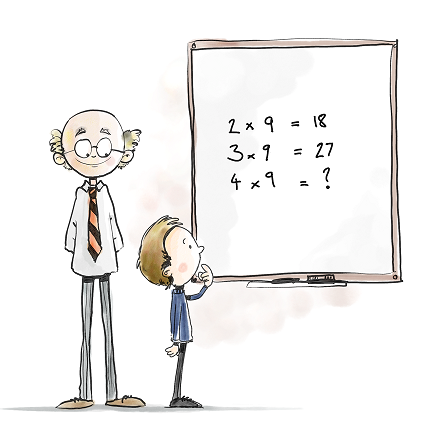 2 x 9 = 18
3 x 9 = 27
4 x 9 = ?